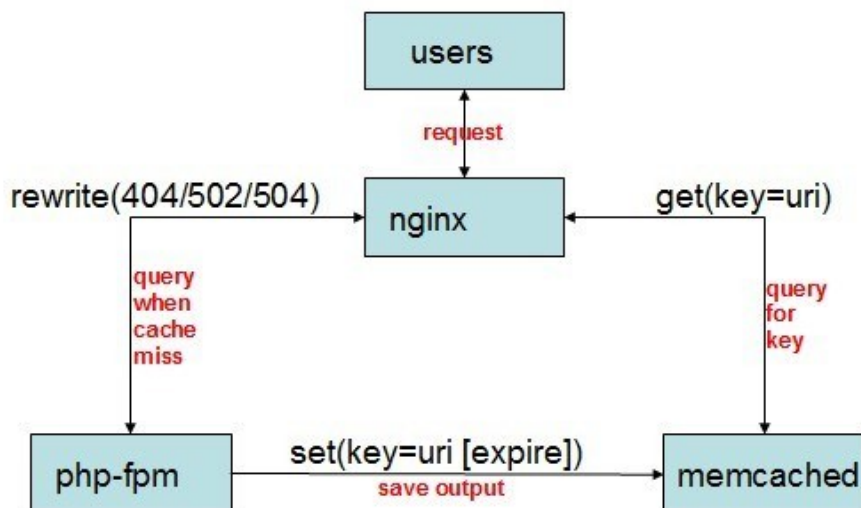 users
request
rewrite(404/502/504)
get(key=uri)
nginx
query
when
cache
miss
query
for
key
set(key=uri [expire])
php-fpm
memcached
save output